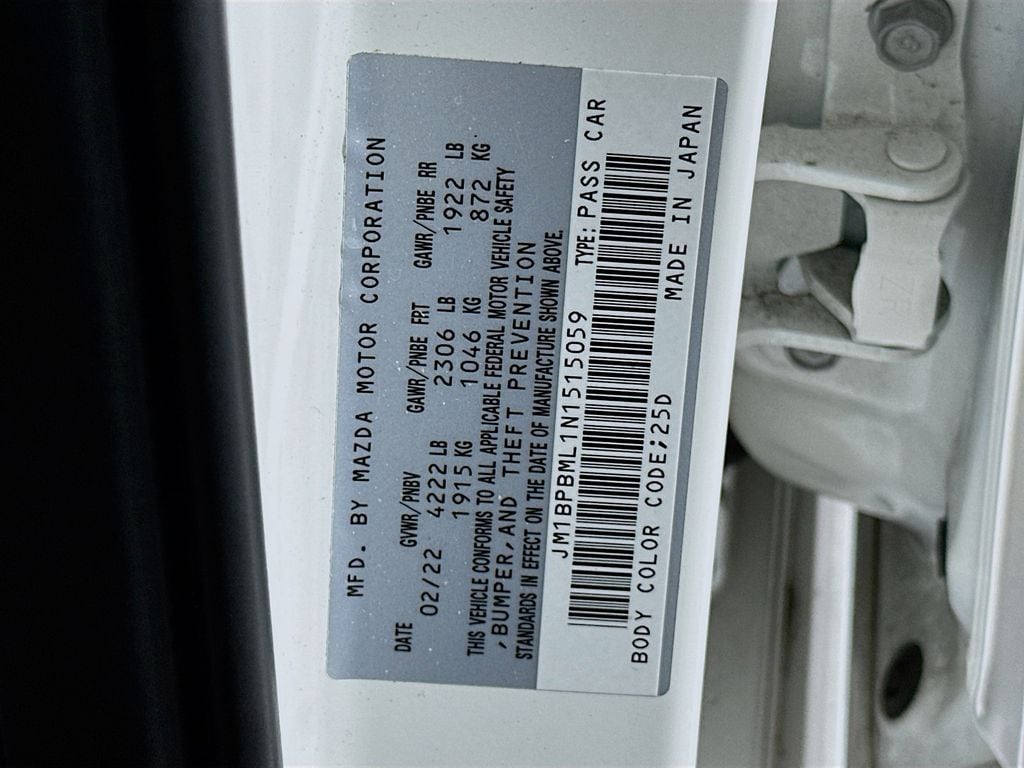 MFD. BY MAZDA MOTOR CORPORATION
DATE GVWR/PNBV GAWR/PNBE FRT GAWR/PNBE RR
02/22 4222 LB 2306 LB 1922 LB
1915 KG 1046 KG 872 KG
THIS VEHICLE CONFORMS TO ALL APPLICABLE FEDERAL MOTOR VEHICLE SAFETY
,BUMPER,AND THEFT PREVENTION
STANDARDS IN EFFECT ON THE DATE OF MANUFACTURE SHOWN ABOVE.
JM1BPBML1N1515059 TYPE: PASS CAR
BODY COLOR CODE;25D MADE IN JAPAN